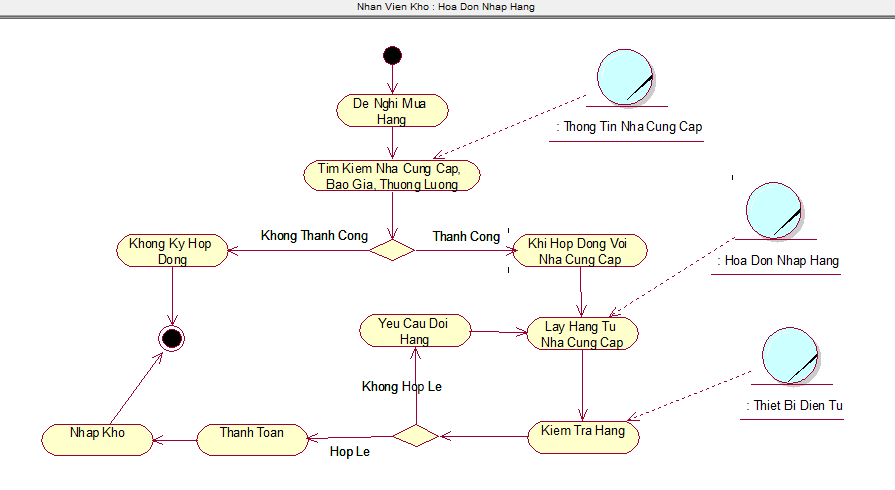 Nhan Vien Kho : Hoa Don Nhap Hang
De Nghi Mua
Hang
: Thong Tin Nha Cung Cap
Tim Kiem Nha Cung Cap,
Bao Gia, Thuong Luong
Khong Thanh Cong
Thanh Cong
Khong Ky Hop
Dong
Khi Hop Dong Voi
Nha Cung Cap
: Hoa Don Nhap Hang
Yeu Cau Doi
Hang
Lay Hang Tu
Nha Cung Cap
Khong Hop Le
: Thiet Bi Dien Tu
Nhap Kho
Thanh Toan
Kiem Tra Hang
Hop Le